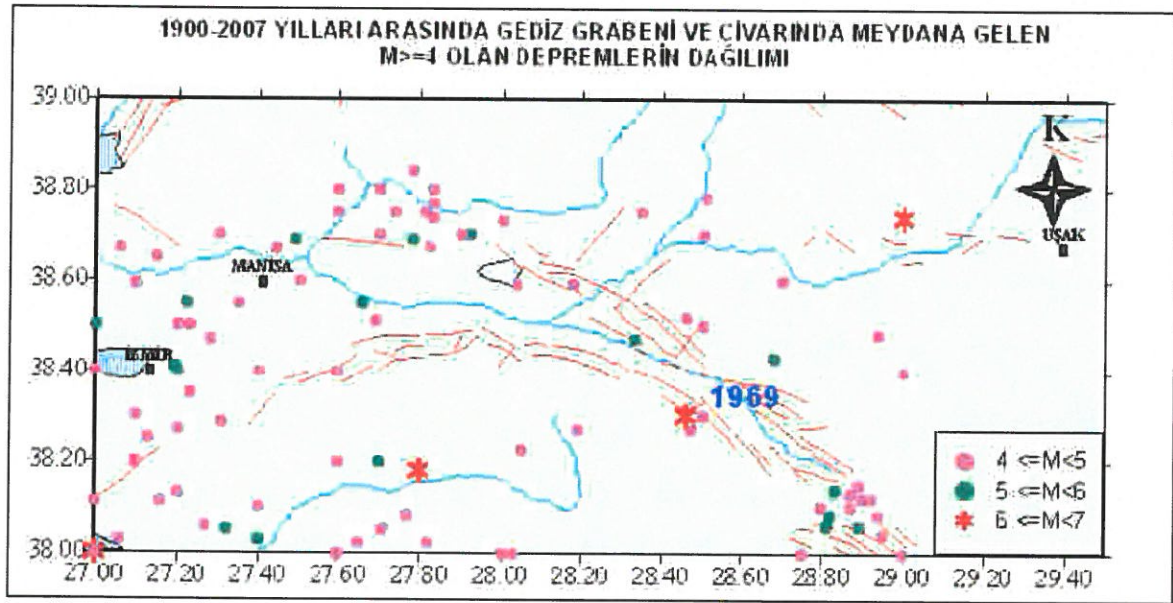 1900-2007 YILLARI ARASINDA GEDİZ GRABENİ VE CİVARINDA MEYDANA GELEN
M>=4 OLAN DEPREMLERİN DAĞILIMI
39.00
38.80
38.60
38.40
38.20
38.00
K
UŞAK
MANİSA
İZMİR
1969
4 <=M<5
5 <=M<6
6 <=M<7
27.00 27.20 27.40 27.60 27.80 28.00 28.20 28.40 28.60 28.80 29.00 29.20 29.40